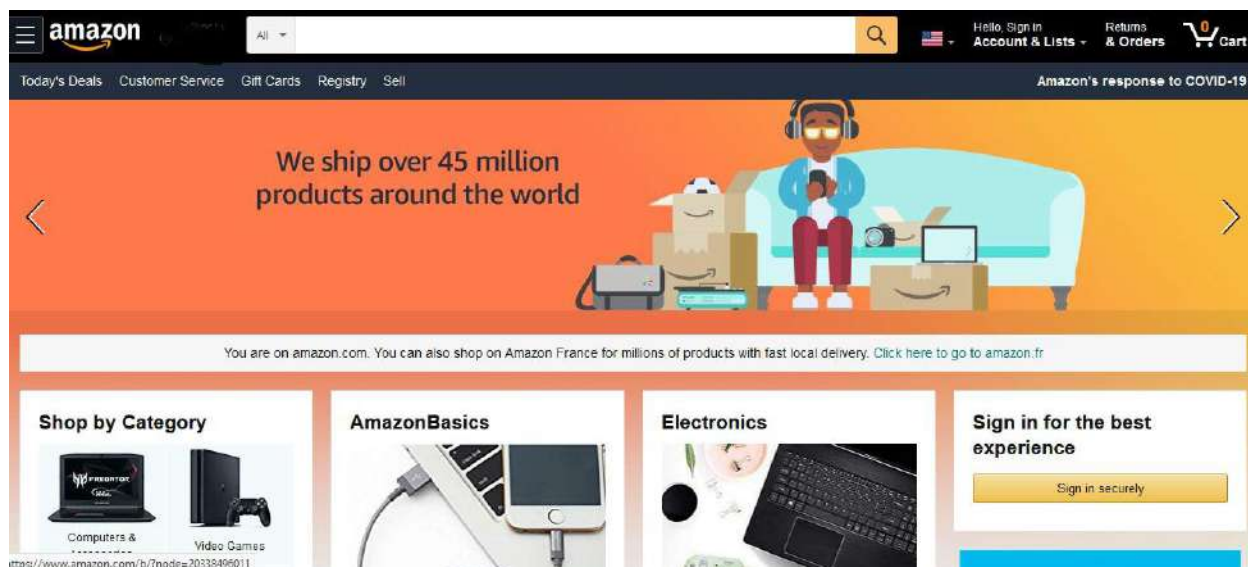 amazon
All
Hello, Sign in
Account & Lists
Returns
& Orders
0
Cart
Today's Deals Customer Service Gift Cards Registry Sell
Amazon's response to COVID-19
We ship over 45 million
products around the world
You are on amazon.com. You can also shop on Amazon France for millions of products with fast local delivery. Click here to go to amazon.fr
Shop by Category
AmazonBasics
Electronics
Sign in for the best
experience
PREDATOR
Sign in securely
Computers &
Video Games
https://www.amazon.com/b/?node=20338496011